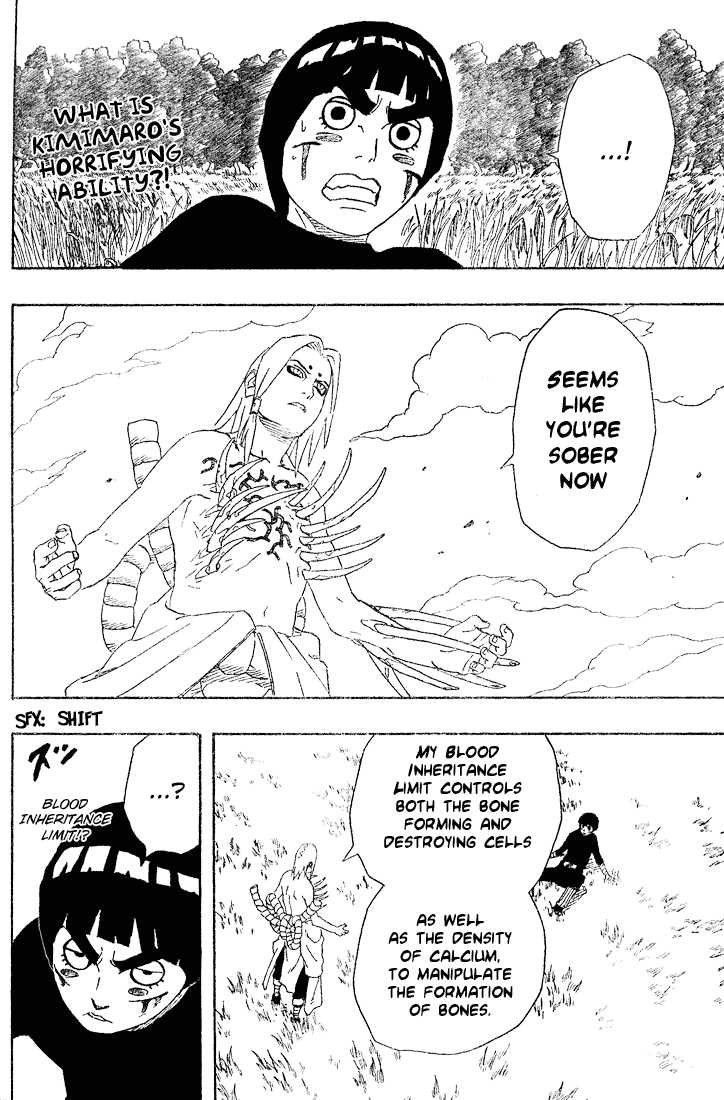 ...!
WHAT IS
KIMIMARO'S
HORRIFYING
ABILITY?!
SEEMS
LIKE
YOU'RE
SOBER
NOW
SFX: SHIFT
MY BLOOD
INHERITANCE
LIMIT CONTROLS
BOTH THE BONE
FORMING AND
DESTROYING CELLS
AS WELL
AS THE DENSITY
OF CALCIUM,
TO MANIPULATE
THE FORMATION
OF BONES.
...?
ズッ
BLOOD
INHERITANCE
LIMIT!?